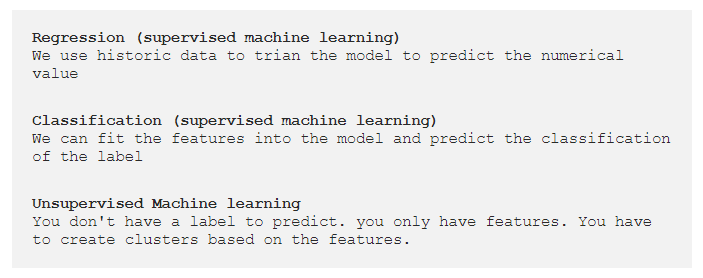 Regression (supervised machine learning)
We use historic data to trian the model to predict the numerical
value
Classification (supervised machine learning)
We can fit the features into the model and predict the classification
of the label
Unsupervised Machine learning
You don't have a label to predict. you only have features. You have
to create clusters based on the features.